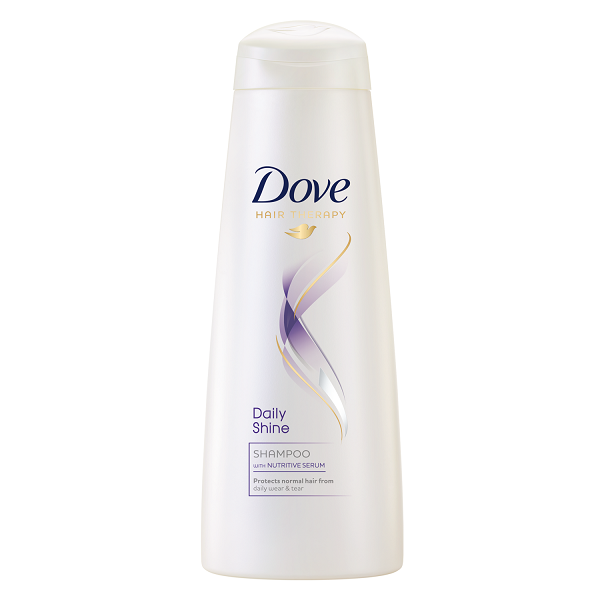 Dove
HAIR THERAPY
Daily
Shine
SHAMPOO
WITH NUTRITIVE SERUM
Protects normal hair from
daily wear & tear